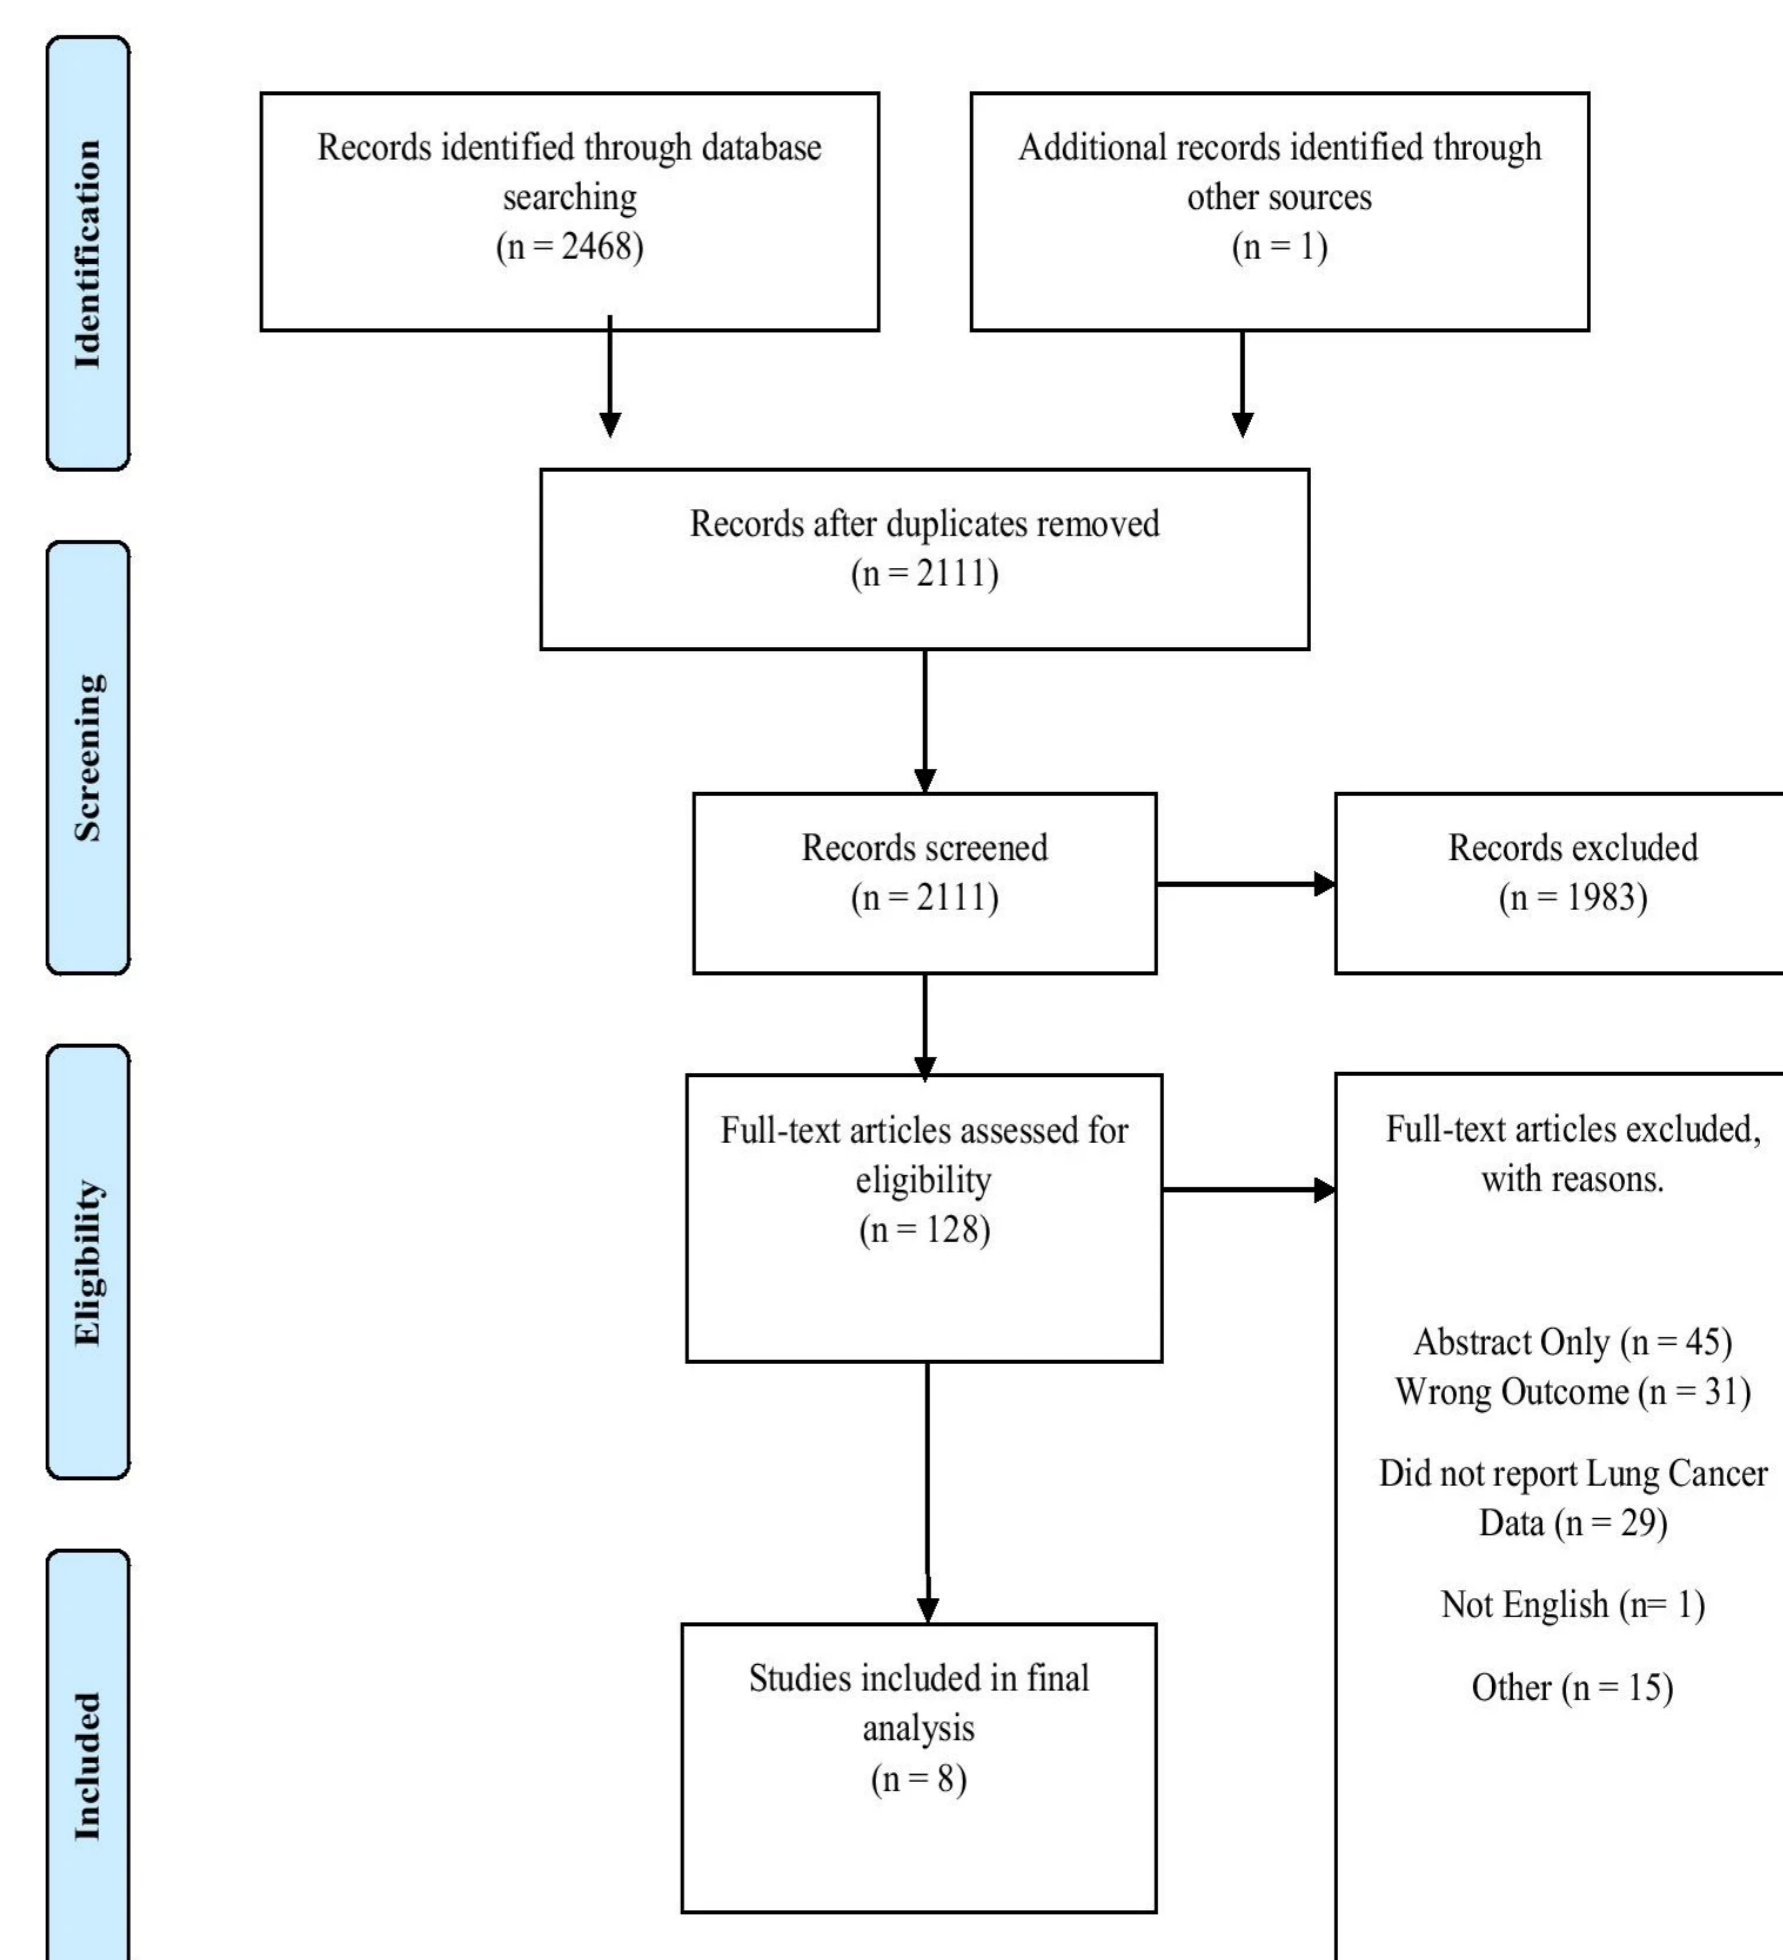 Identification
Records identified through database
searching
(n = 2468)
Additional records identified through
other sources
(n = 1)
Records after duplicates removed
(n = 2111)
Screening
Records screened
(n = 2111)
Records excluded
(n = 1983)
Eligibility
Full-text articles assessed for
eligibility
(n = 128)
Full-text articles excluded,
with reasons.
Abstract Only (n = 45)
Wrong Outcome (n = 31)
Did not report Lung Cancer
Data (n = 29)
Not English (n= 1)
Other (n = 15)
Included
Studies included in final
analysis
(n = 8)